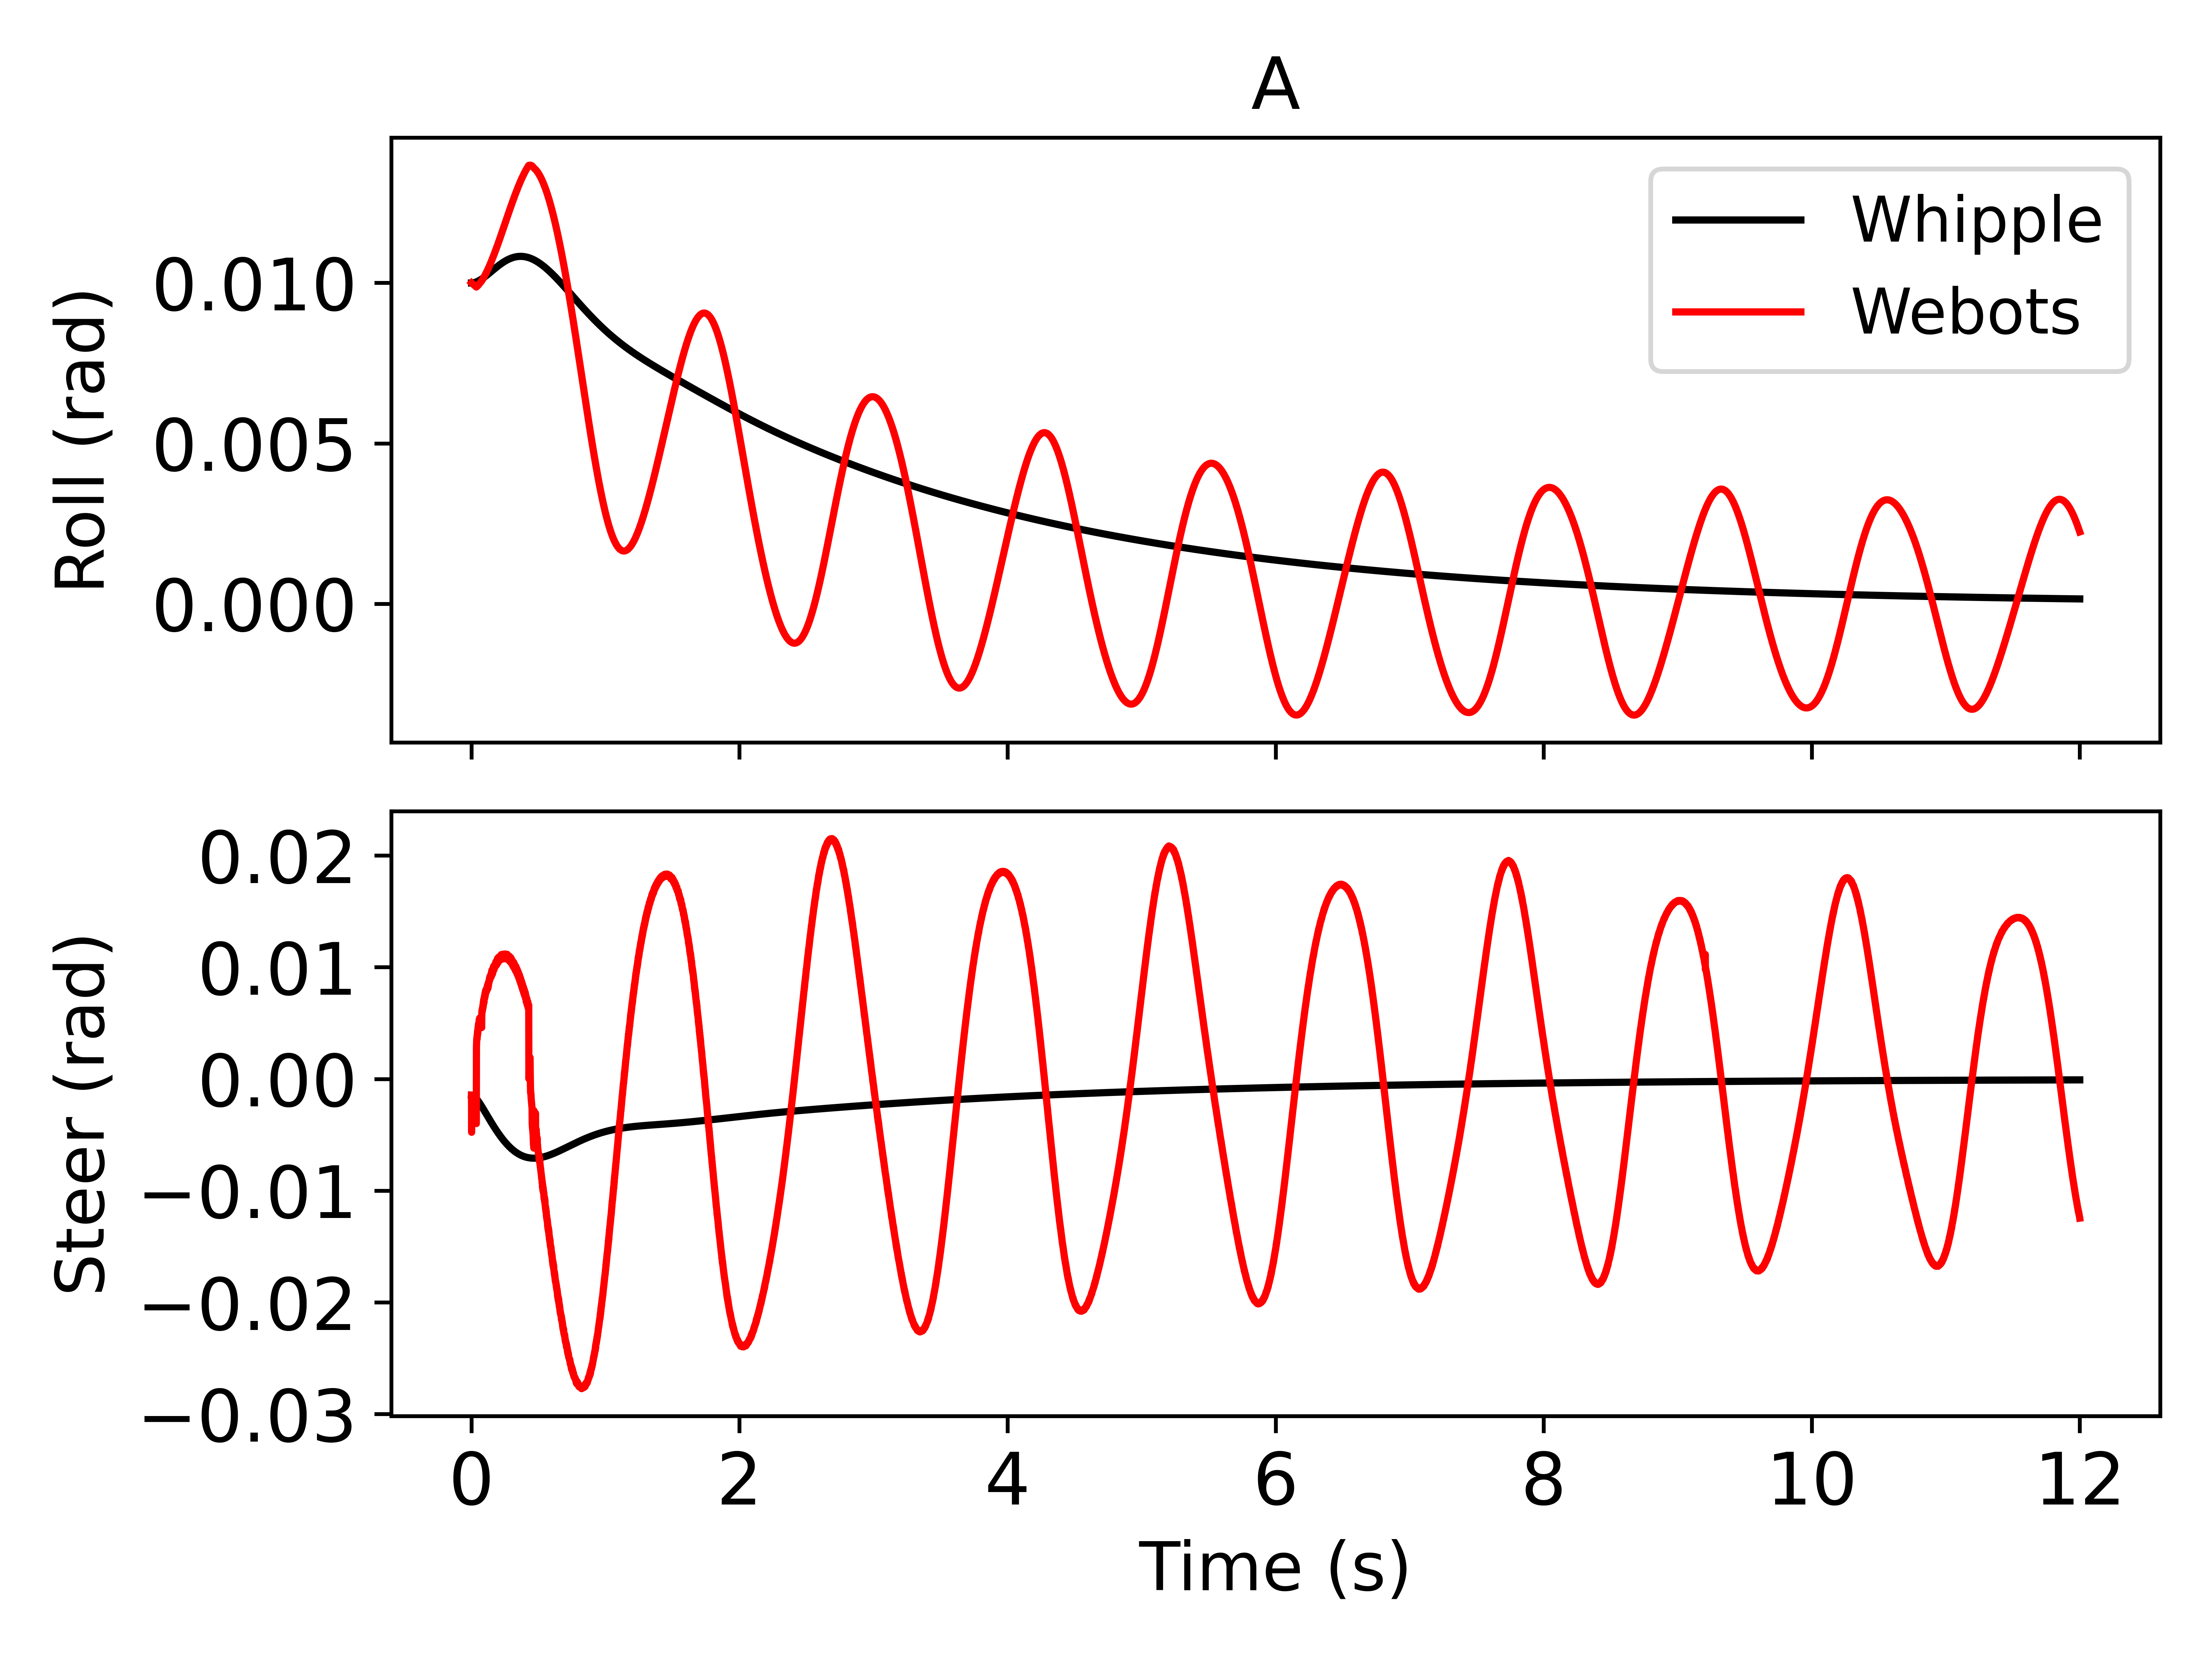 A
Roll (rad)
0.010
0.005
0.000
Whipple
Webots
Steer (rad)
0.02
0.01
0.00
−0.01
−0.02
−0.03
0 2 4 6 8 10 12
Time (s)